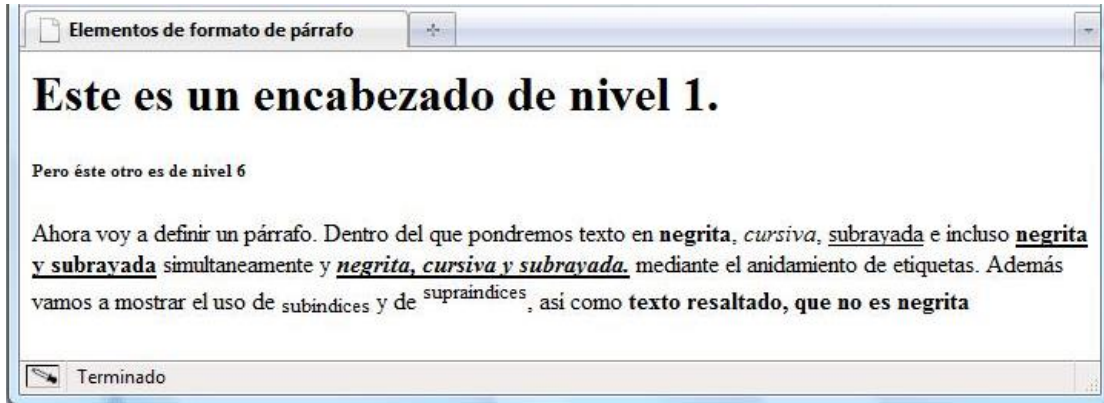 Elementos de formato de párrafo
Este es un encabezado de nivel 1.
Pero éste otro es de nivel 6
Ahora voy a definir un párrafo. Dentro del que pondremos texto en negrita, cursiva, subrayada e incluso negrita
y subrayada simultaneamente y negrita, cursiva y subrayada. mediante el anidamiento de etiquetas. Además
vamos a mostrar el uso de subíndices y de supraíndices, así como texto resaltado, que no es negrita
Terminado